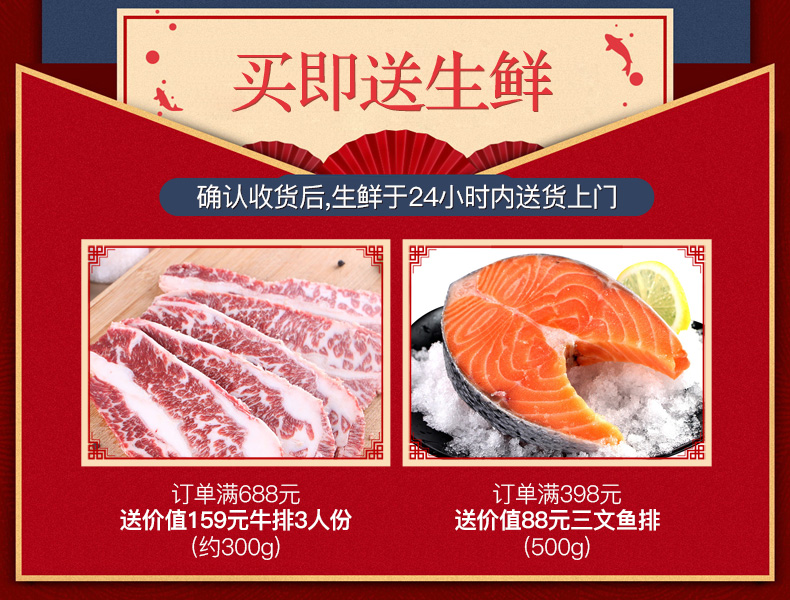 买即送生鲜
确认收货后,生鲜于24小时内送货上门
订单满688元
送价值159元牛排3人份
(约300g)
订单满398元
送价值88元三文鱼排
(500g)